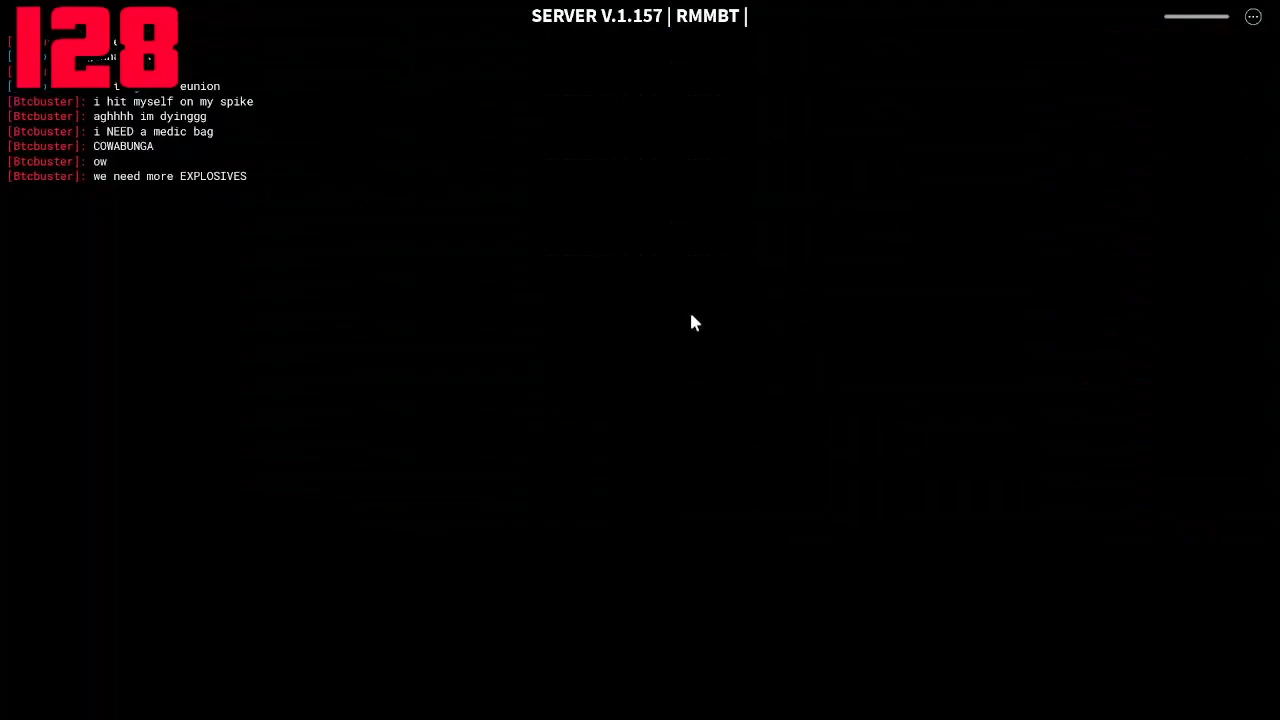 SERVER V.1.157 | RMMBT |
128
eunion
[Btcbuster]: i hit myself on my spike
[Btcbuster]: aghhhh im dyinggg
[Btcbuster]: i NEED a medic bag
[Btcbuster]: COWABUNGA
[Btcbuster]: ow
[Btcbuster]: we need more EXPLOSIVES